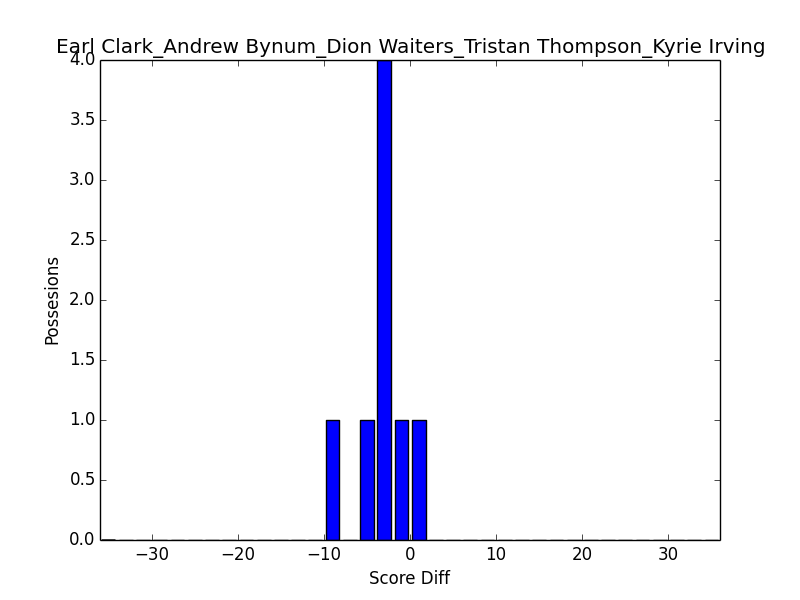 Earl Clark_Andrew Bynum_Dion Waiters_Tristan Thompson_Kyrie Irving
4.0
3.5
3.0
2.5
2.0
1.5
1.0
0.5
0.0
Possesions
−30 −20 −10 0 10 20 30
Score Diff